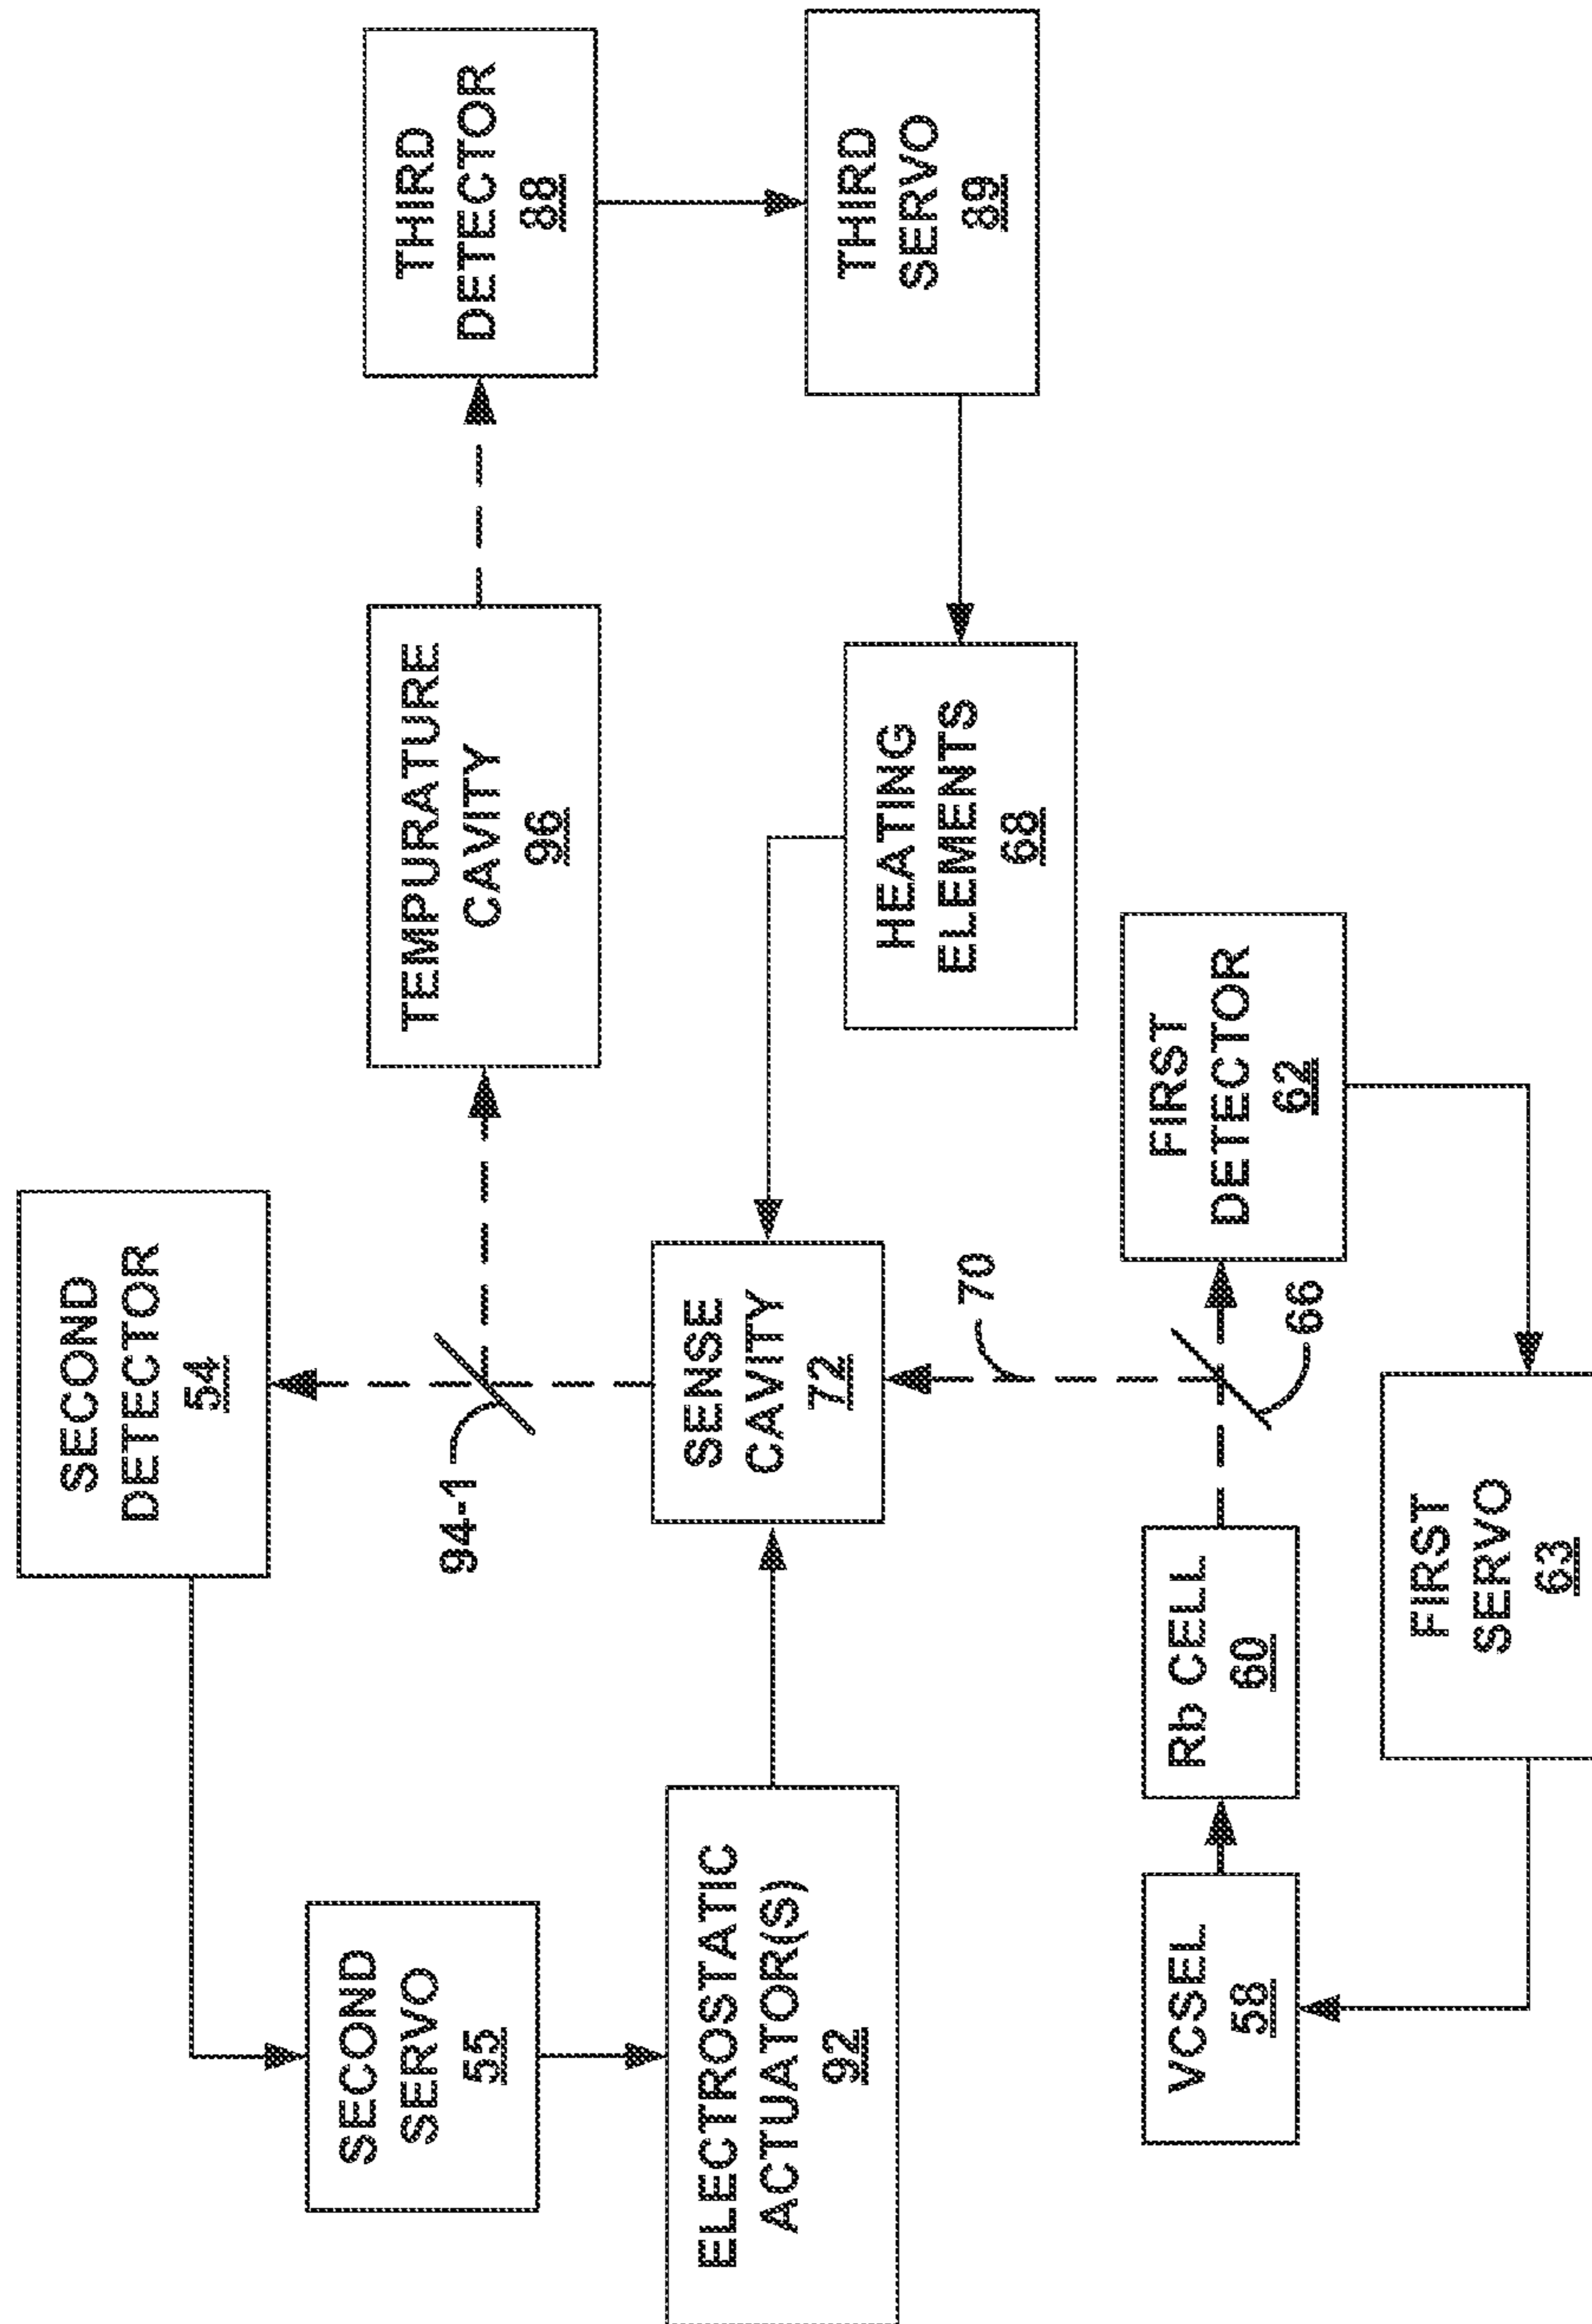 SECOND
SERVO
55
SECOND
DETECTOR
54
94-1
TEMPURATURE
CAVITY
96
THIRD
DETECTOR
88
ELECTROSTATIC
ACTUATOR(S)
92
SENSE
CAVITY
72
70
HEATING
ELEMENTS
68
THIRD
SERVO
89
VCSEL
58
Rb CELL
60
66
FIRST
DETECTOR
62
FIRST
SERVO
63